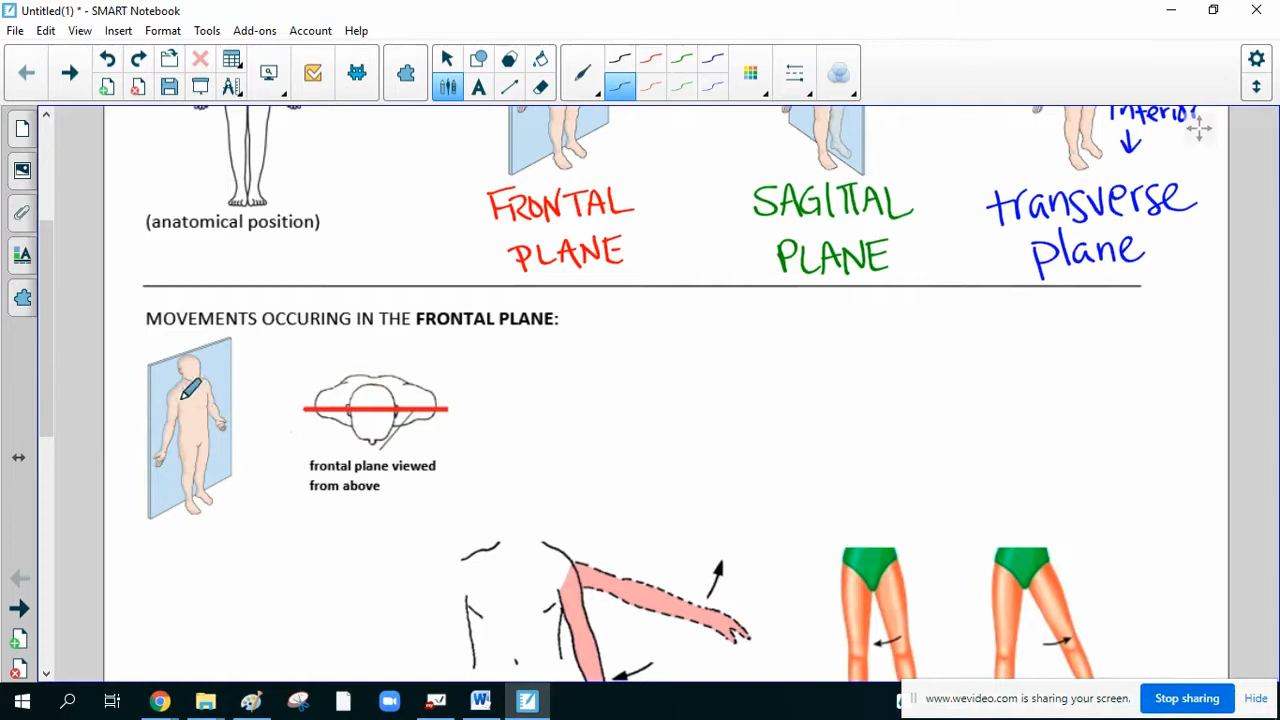 Untitled(1) * - SMART Notebook
File Edit View Insert Format Tools Add-ons Account Help
inferior
(anatomical position)
FRONTAL
PLANE
SAGITTAL
PLANE
transverse
plane
MOVEMENTS OCCURING IN THE FRONTAL PLANE:
frontal plane viewed
from above
www.wevideo.com is sharing your screen.
Stop sharing
Hide